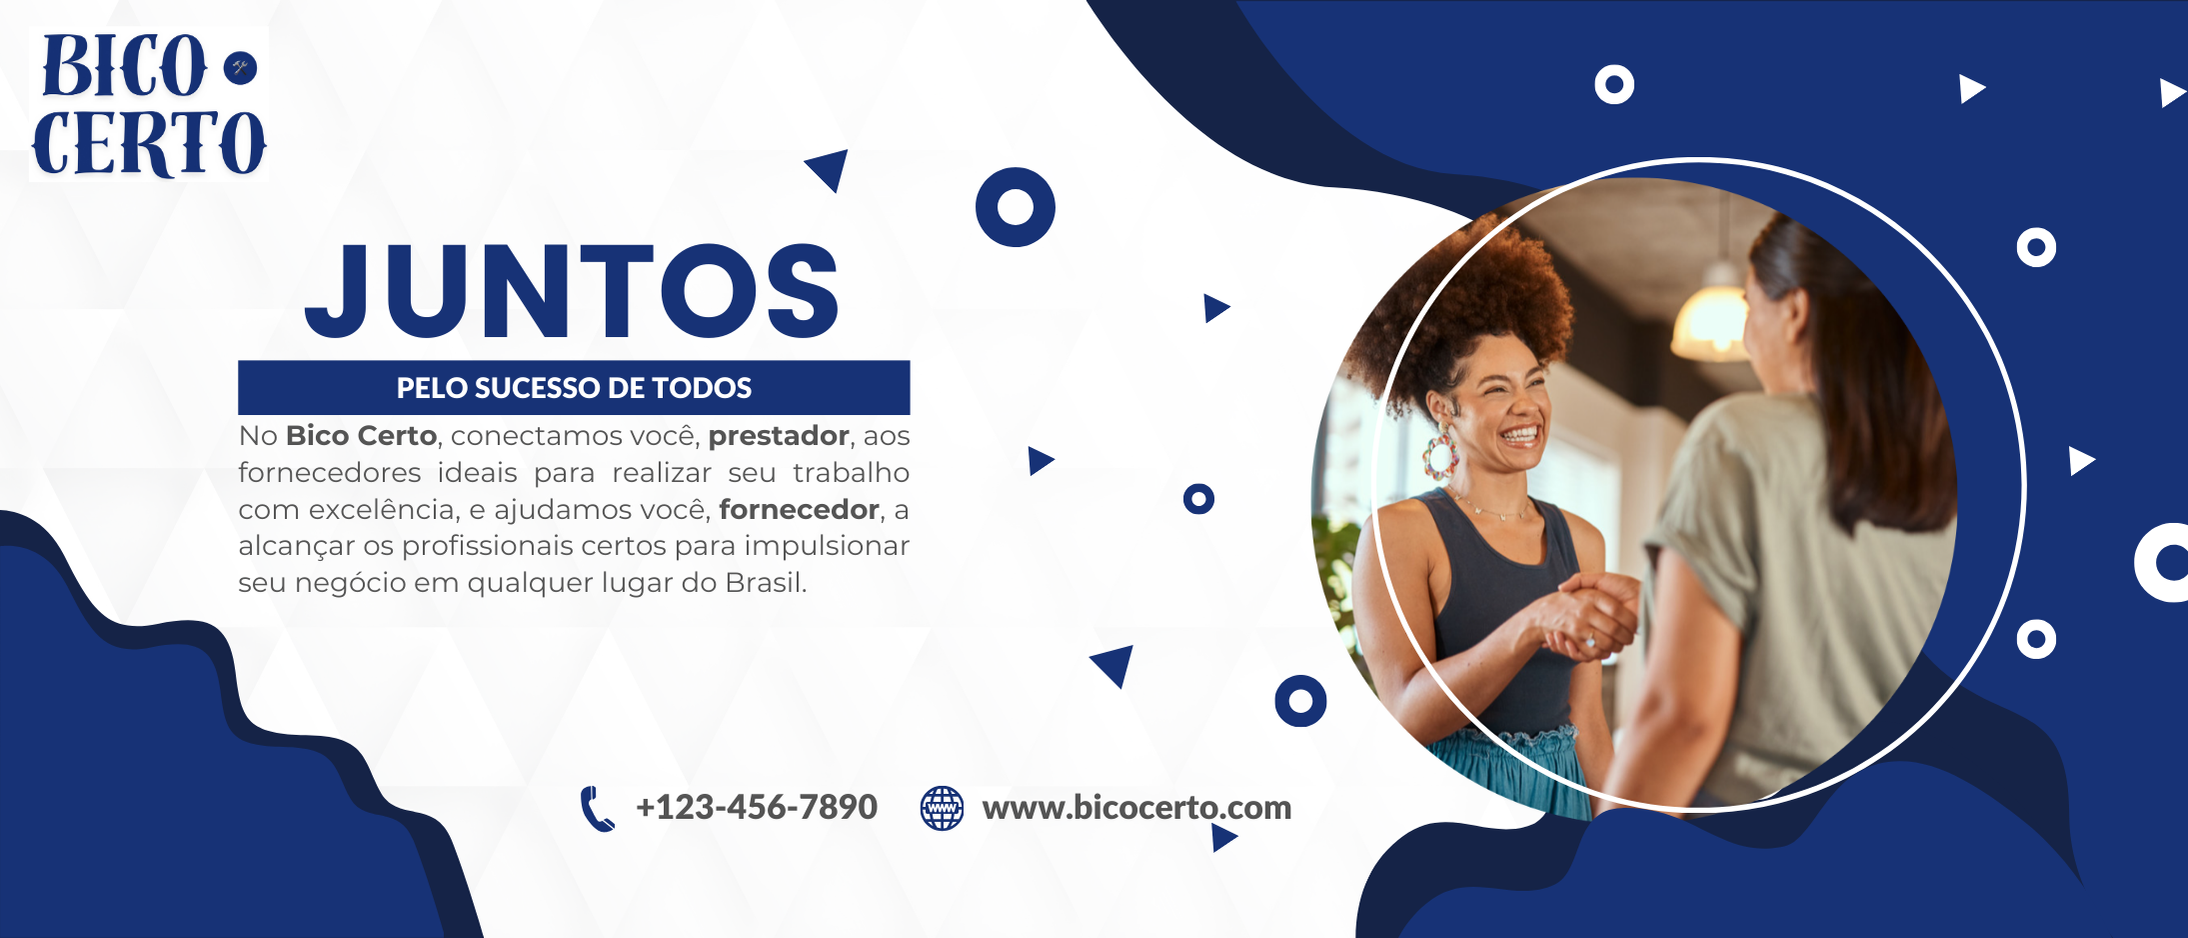 BICO
CERTO
JUNTOS
PELO SUCESSO DE TODOS
No Bico Certo, conectamos você, prestador, aos
fornecedores ideais para realizar seu trabalho
com excelência, e ajudamos você, fornecedor, a
alcançar os profissionais certos para impulsionar
seu negócio em qualquer lugar do Brasil.
+123-456-7890
WWW
www.bicocerto.com